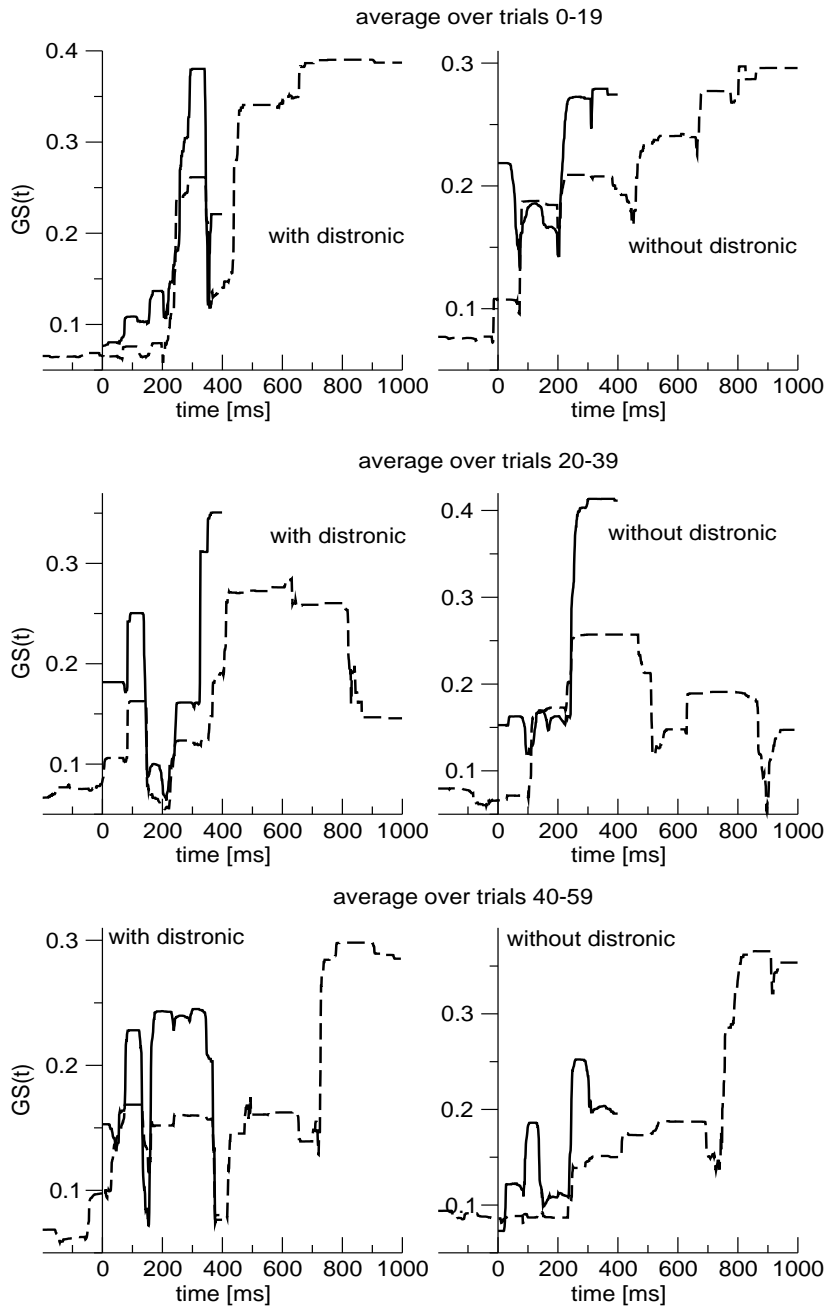 average over trials 0-19
0.4
0.3
0.2
0.1
GS(t)
with distronic
0 200 400 600 800 1000
time [ms]
0.3
0.2
0.1
without distronic
0 200 400 600 800 1000
time [ms]
average over trials 20-39
0.3
0.2
0.1
GS(t)
with distronic
0 200 400 600 800 1000
time [ms]
0.4
0.3
0.2
0.1
without distronic
0 200 400 600 800 1000
time [ms]
average over trials 40-59
0.3
0.2
0.1
GS(t)
with distronic
0 200 400 600 800 1000
time [ms]
without distronic
0.3
0.2
0.1
0 200 400 600 800 1000
time [ms]